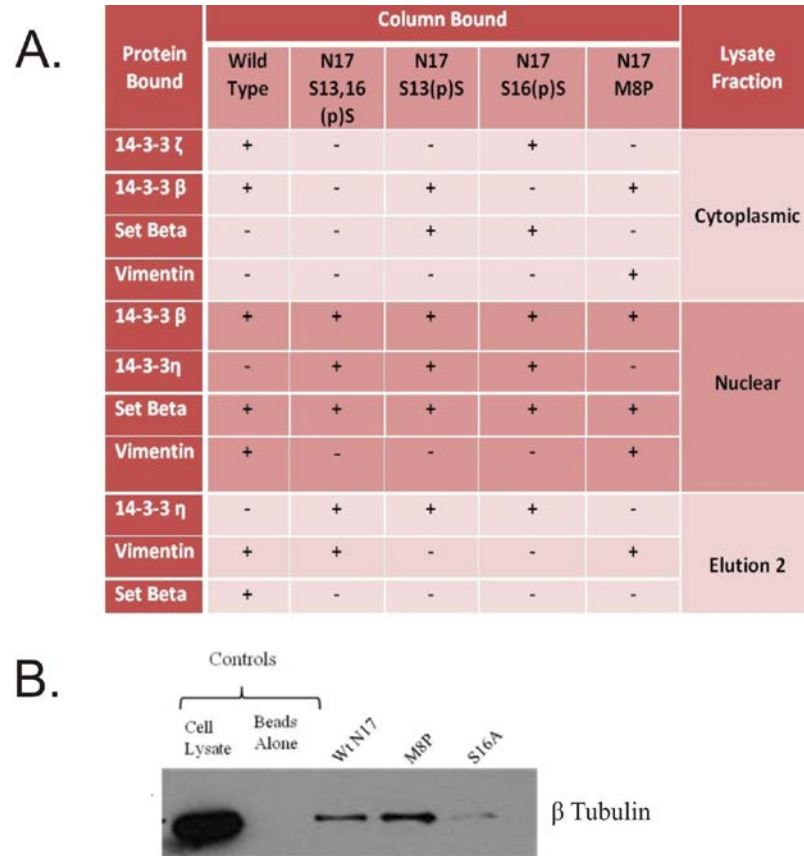 A.
Protein Bound
Column Bound
Lysate Fraction
Wild Type
N17 S13,16 (p)S
N17 S13(p)S
N17 S16(p)S
N17 M8P
14-3-3 ζ + - - + -
14-3-3 β + - + - +
Set Beta - - + + -
Vimentin - - - - +
Cytoplasmic
14-3-3 β + + + + +
14-3-3η - + + + -
Set Beta + + + + +
Vimentin + - - - +
Nuclear
14-3-3 η - + + + -
Vimentin + + - - +
Set Beta + - - - -
Elution 2
B.
Controls
Cell Lysate
Beads Alone
Wt N17
M8P
S16A
β Tubulin